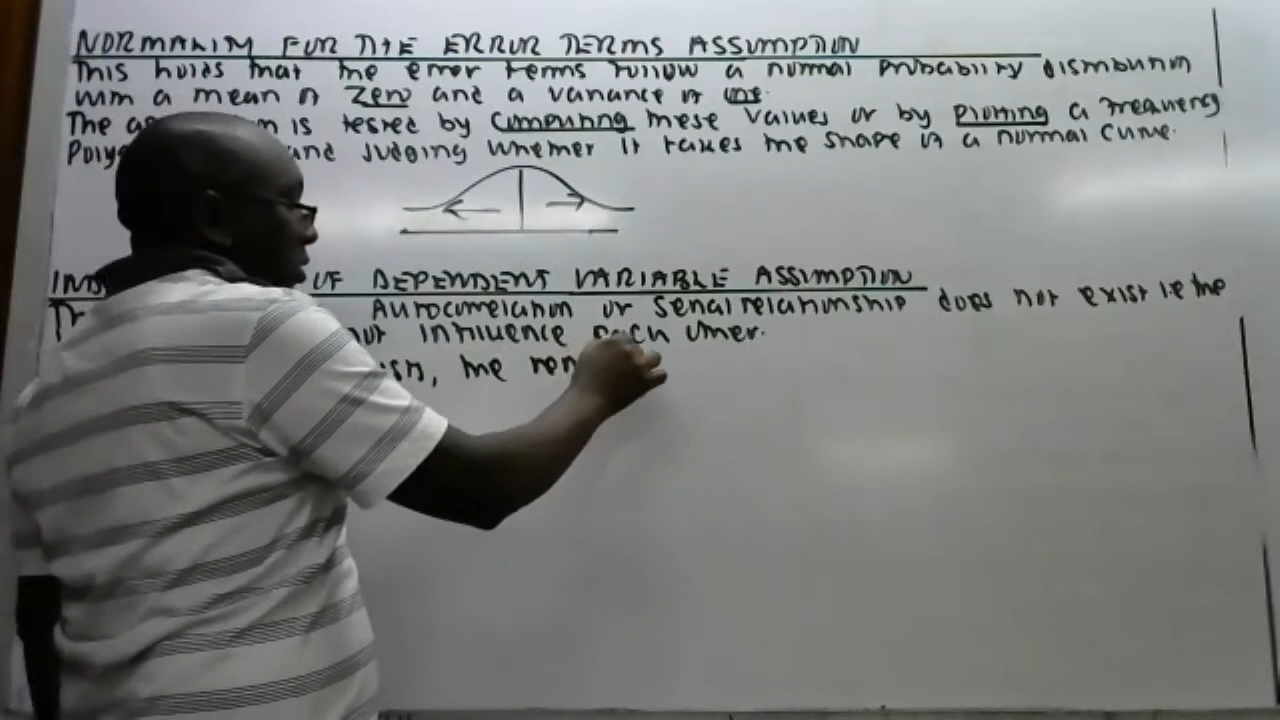 NORMALITY FOR THE ERROR TERMS ASSUMPTION
This holds that the error terms follow a normal probability distribution
with a mean of zero and a variance of one.
The is tested by computing these values or by plotting a frequency
and judging whether it takes the shape of a normal curve.
OF DEPENDENT VARIABLE ASSUMPTION
Autocorrelation or serial relationship does not exist ie the
not influence each other.
the